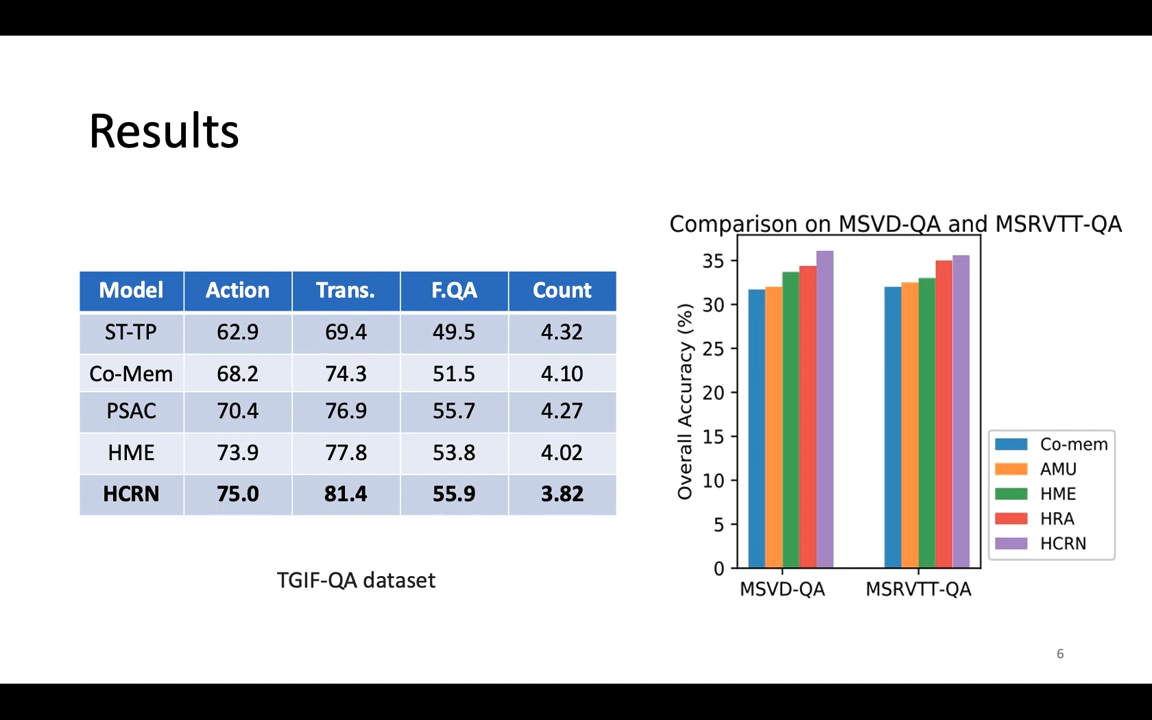 Results
Model Action Trans. F.QA Count
ST-TP 62.9 69.4 49.5 4.32
Co-Mem 68.2 74.3 51.5 4.10
PSAC 70.4 76.9 55.7 4.27
HME 73.9 77.8 53.8 4.02
HCRN 75.0 81.4 55.9 3.82
TGIF-QA dataset
Comparison on MSVD-QA and MSRVTT-QA
Overall Accuracy (%)
35
30
25
20
15
10
5
0
MSVD-QA MSRVTT-QA
Co-mem
AMU
HME
HRA
HCRN
6